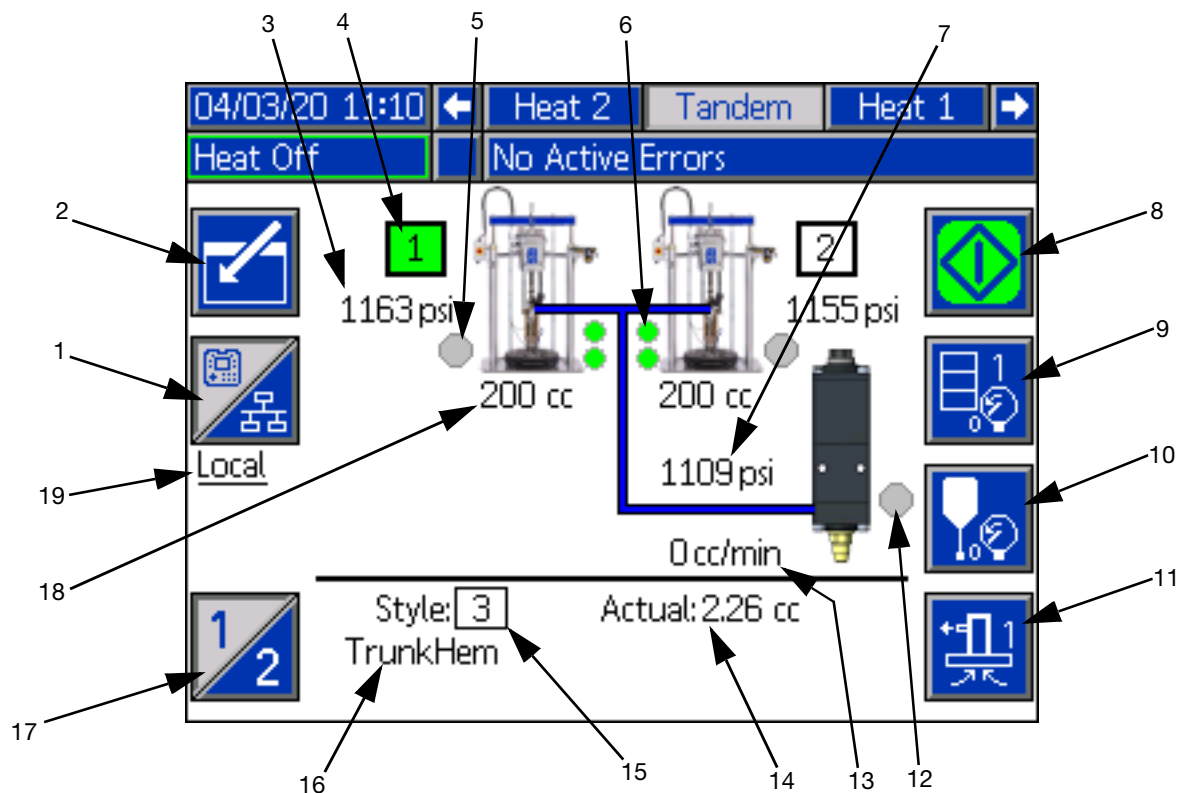 3
4
5
6
7
04/03/20 11:10 Heat 2 Tandem Heat 1
Heat Off No Active Errors
2
1
2
8
1163 psi
1155 psi
1
1
0
9
200 cc
200 cc
1109 psi
Local
19
0
10
18
0 cc/min
Style: 3 Actual: 2.26 cc
TrunkHem
1
2
1
11
17
16
15
14
13
12